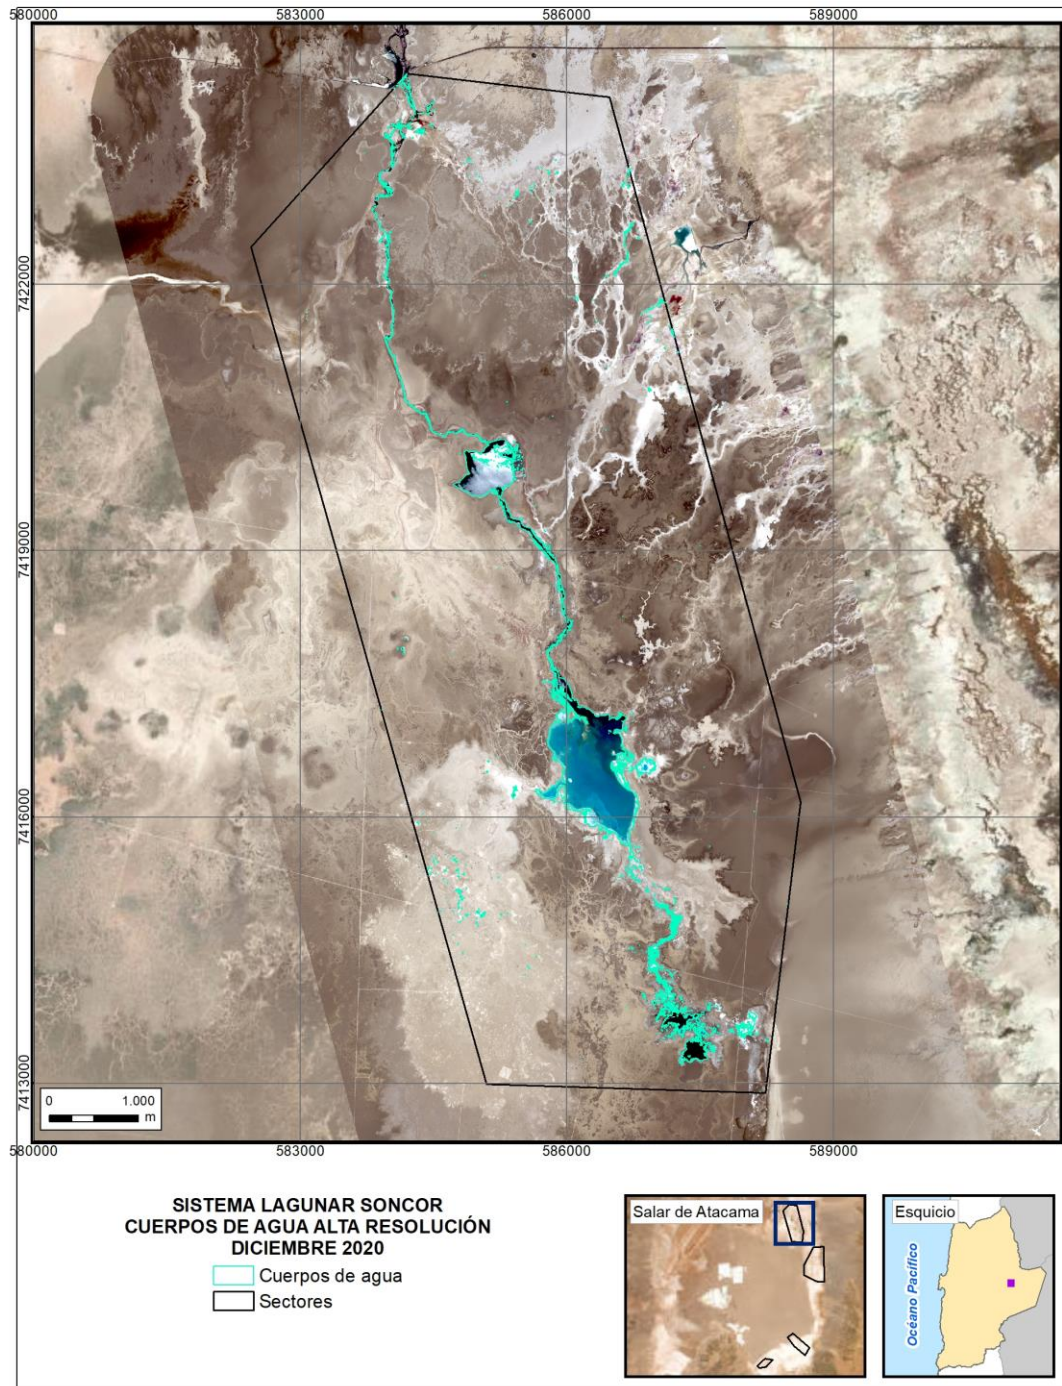 580000 583000 586000 589000
7422000
7419000
7416000
7413000
0 1.000
m
580000 583000 586000 589000
SISTEMA LAGUNAR SONCOR
CUERPOS DE AGUA ALTA RESOLUCIÓN
DICIEMBRE 2020
Cuerpos de agua
Sectores
Salar de Atacama
Esquicio
Océano Pacífico